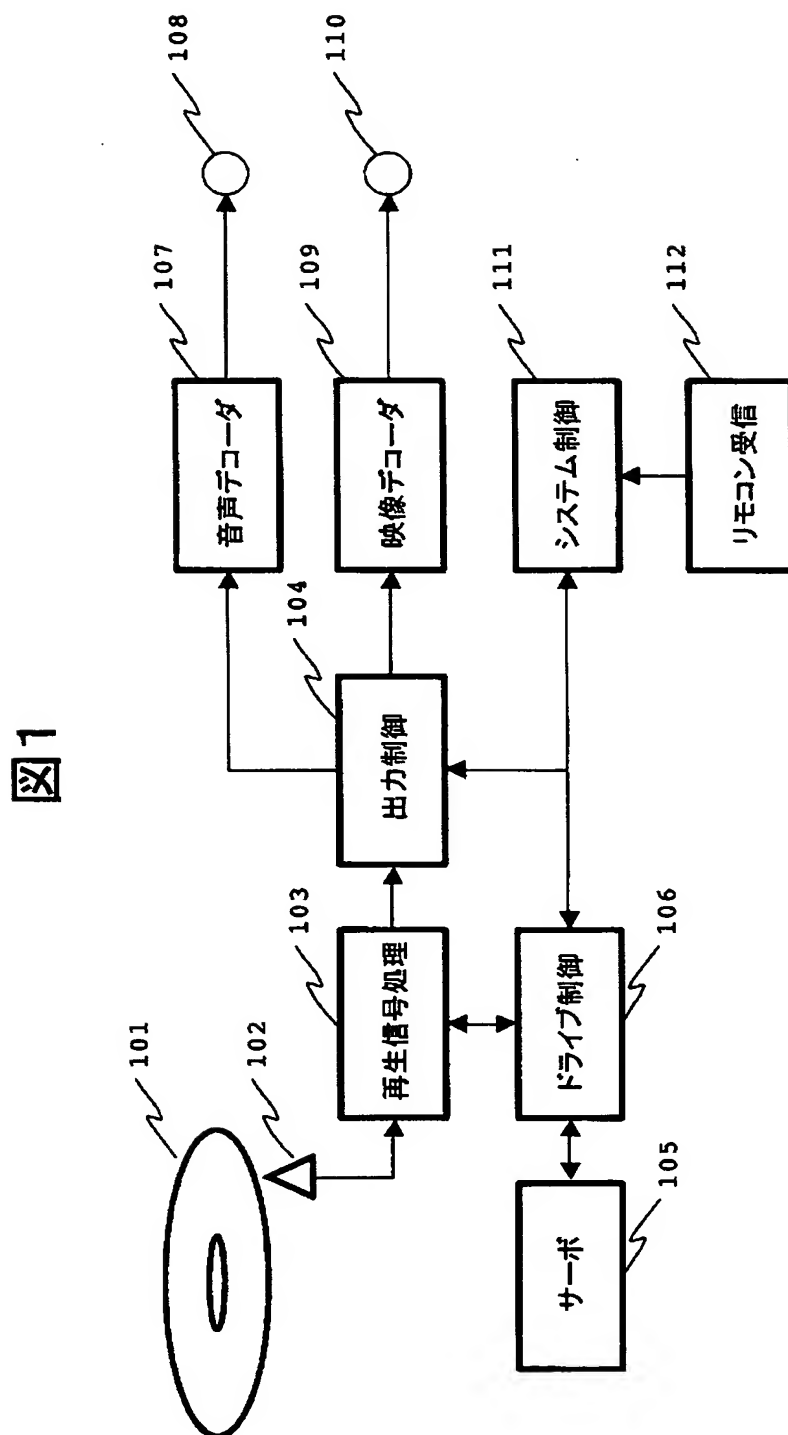 図1
101
102
103
再生信号処理
104
出力制御
105
サーボ
106
ドライブ制御
107
音声デコーダ
108
109
映像デコーダ
110
111
システム制御
112
リモコン受信